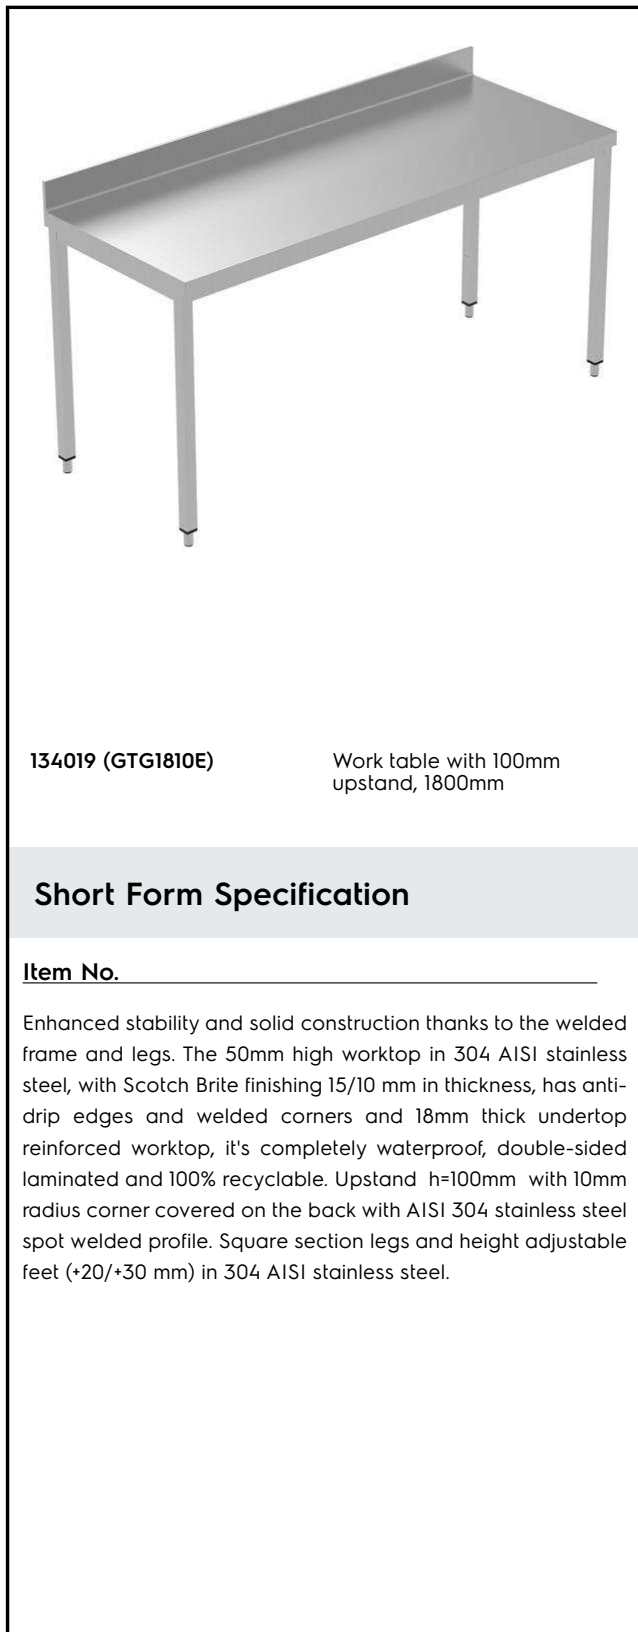 134019 (GTG1810E)
Work table with 100mm
upstand, 1800mm
Short Form Specification
Item No.
Enhanced stability and solid construction thanks to the welded
frame and legs. The 50mm high worktop in 304 AISI stainless
steel, with Scotch Brite finishing 15/10 mm in thickness, has anti-
drip edges and welded corners and 18mm thick undertop
reinforced worktop, it's completely waterproof, double-sided
laminated and 100% recyclable. Upstand h=100mm with 10mm
radius corner covered on the back with AISI 304 stainless steel
spot welded profile. Square section legs and height adjustable
feet (+20/+30 mm) in 304 AISI stainless steel.